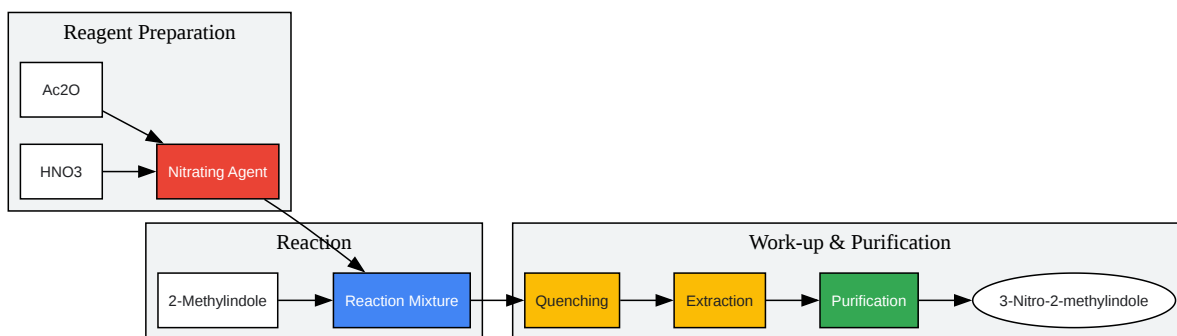 Reagent Preparation
Ac2O
HNO3
Nitrating Agent
Reaction
2-Methylindole
Reaction Mixture
Work-up & Purification
Quenching
Extraction
Purification
3-Nitro-2-methylindole